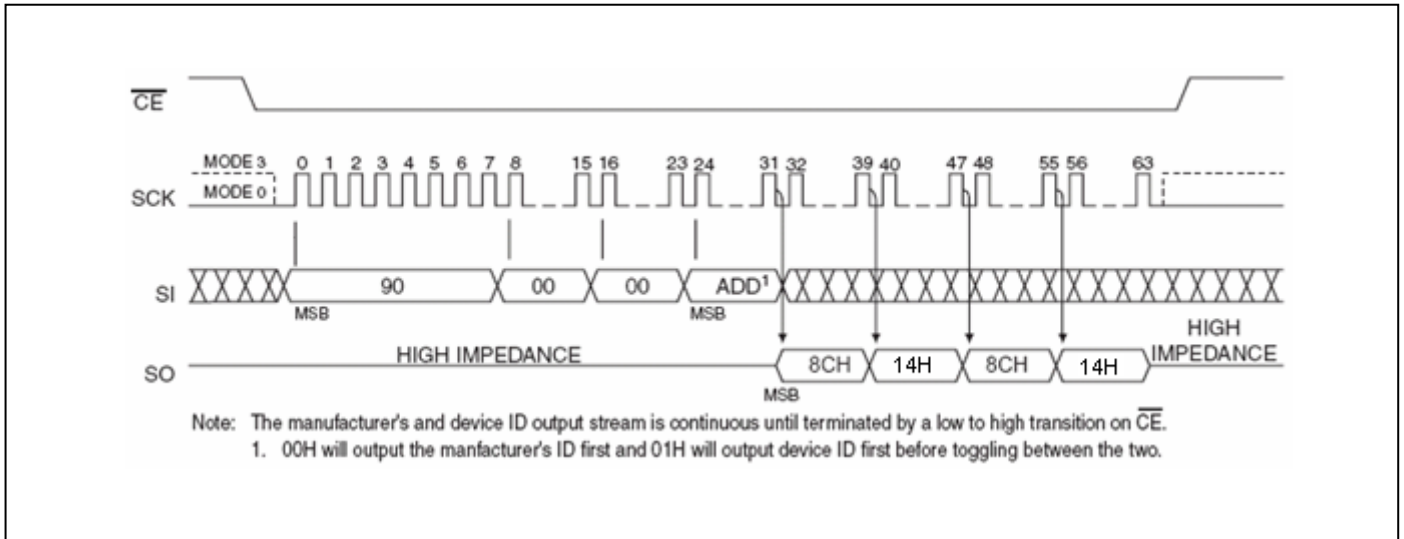 CE
MODE 3 0 1 2 3 4 5 6 7 8 15 16 23 24 31 32 39 40 47 48 55 56 63
SCK MODE 0
SI 90 00 00 ADD1
MSB MSB
HIGH
SO HIGH IMPEDANCE 8CH 14H 8CH 14H IMPEDANCE
MSB
Note: The manufacturer's and device ID output stream is continuous until terminated by a low to high transition on CE.
1. 00H will output the manfacturer's ID first and 01H will output device ID first before toggling between the two.